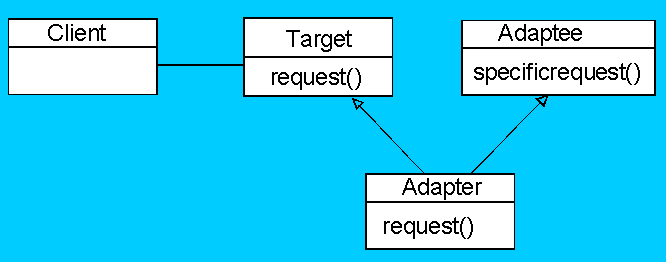 Client
Target
request()
Adaptee
specificrequest()
Adapter
request()